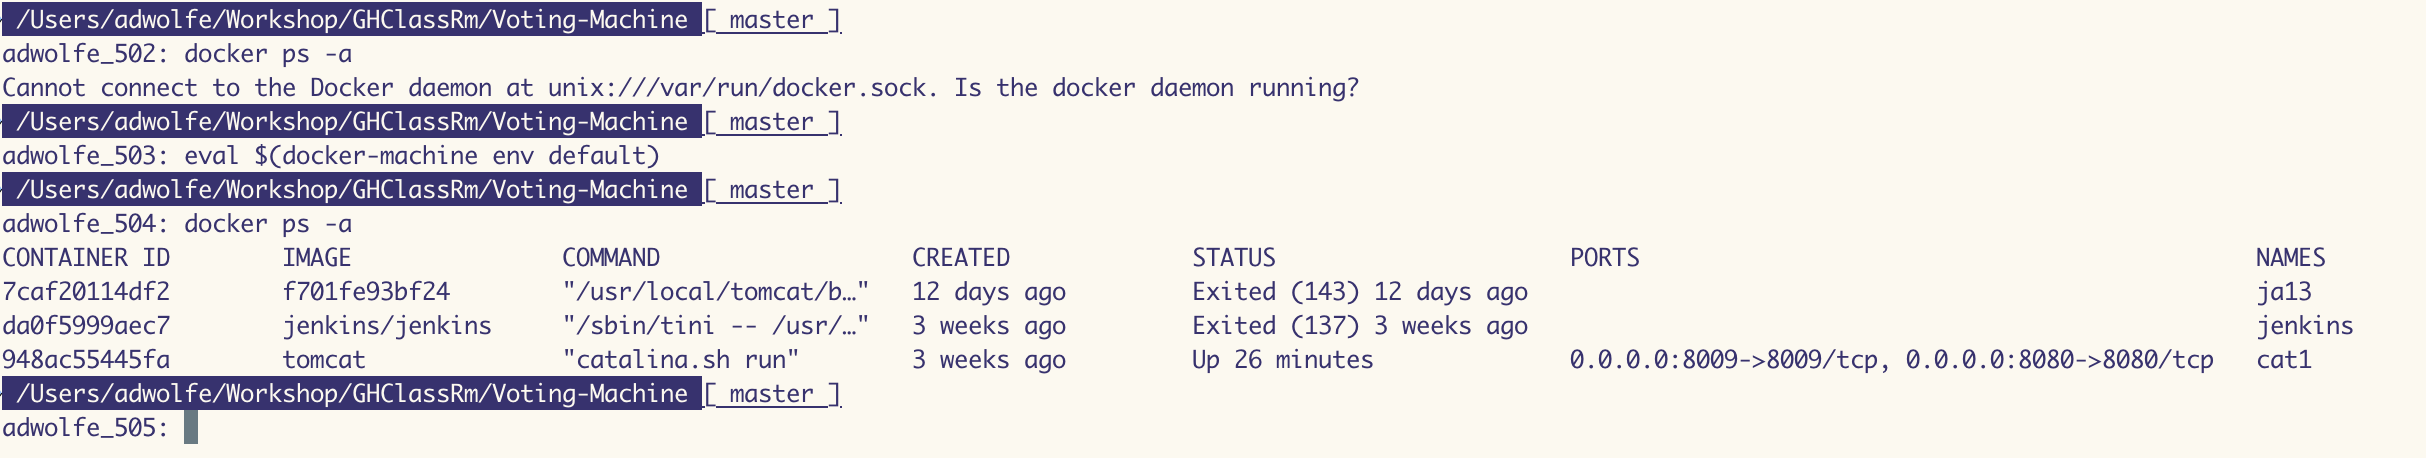 /Users/adwolfe/Workshop/GHClassRm/Voting-Machine [ master ]
adwolfe_502: docker ps -a
Cannot connect to the Docker daemon at unix:///var/run/docker.sock. Is the docker daemon running?
/Users/adwolfe/Workshop/GHClassRm/Voting-Machine [ master ]
adwolfe_503: eval $(docker-machine env default)
/Users/adwolfe/Workshop/GHClassRm/Voting-Machine [ master ]
adwolfe_504: docker ps -a
CONTAINER ID        IMAGE               COMMAND                  CREATED             STATUS                       PORTS                                            NAMES
7caf20114df2        f701fe93bf24        "/usr/local/tomcat/b…"   12 days ago         Exited (143) 12 days ago                                                      ja13
da0f5999aec7        jenkins/jenkins     "/sbin/tini -- /usr/…"   3 weeks ago         Exited (137) 3 weeks ago                                                      jenkins
948ac55445fa        tomcat              "catalina.sh run"        3 weeks ago         Up 26 minutes                0.0.0.0:8009->8009/tcp, 0.0.0.0:8080->8080/tcp   cat1
/Users/adwolfe/Workshop/GHClassRm/Voting-Machine [ master ]
adwolfe_505: